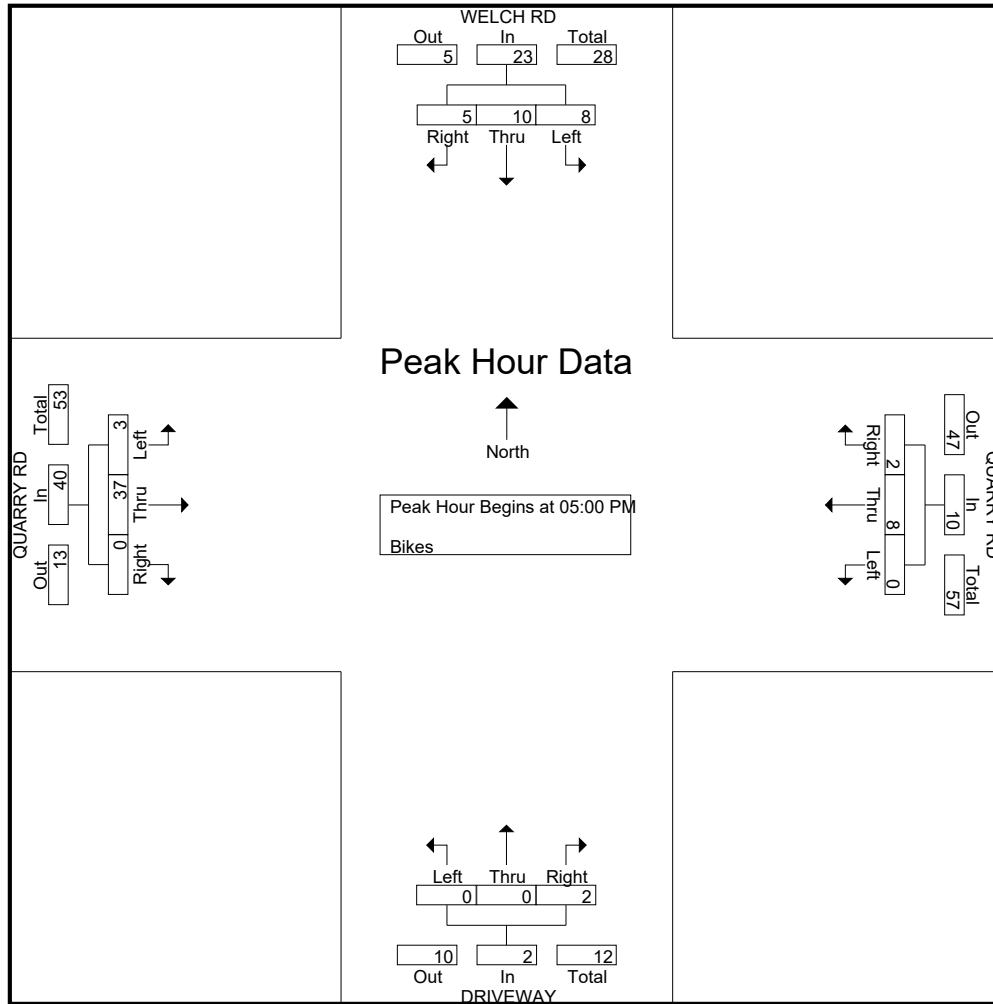 WELCH RD
Out In Total
5 23 28
5 10 8
Right Thru Left
Peak Hour Data
North
Peak Hour Begins at 05:00 PM
Bikes
QUARRY RD
Total In Out
53 40 13
3 37 0
Left Thru Right
QUARRY RD
Out In Total
47 10 57
2 8 0
Right Thru Left
Left Thru Right
0 0 2
10 2 12
Out In Total
DRIVEWAY